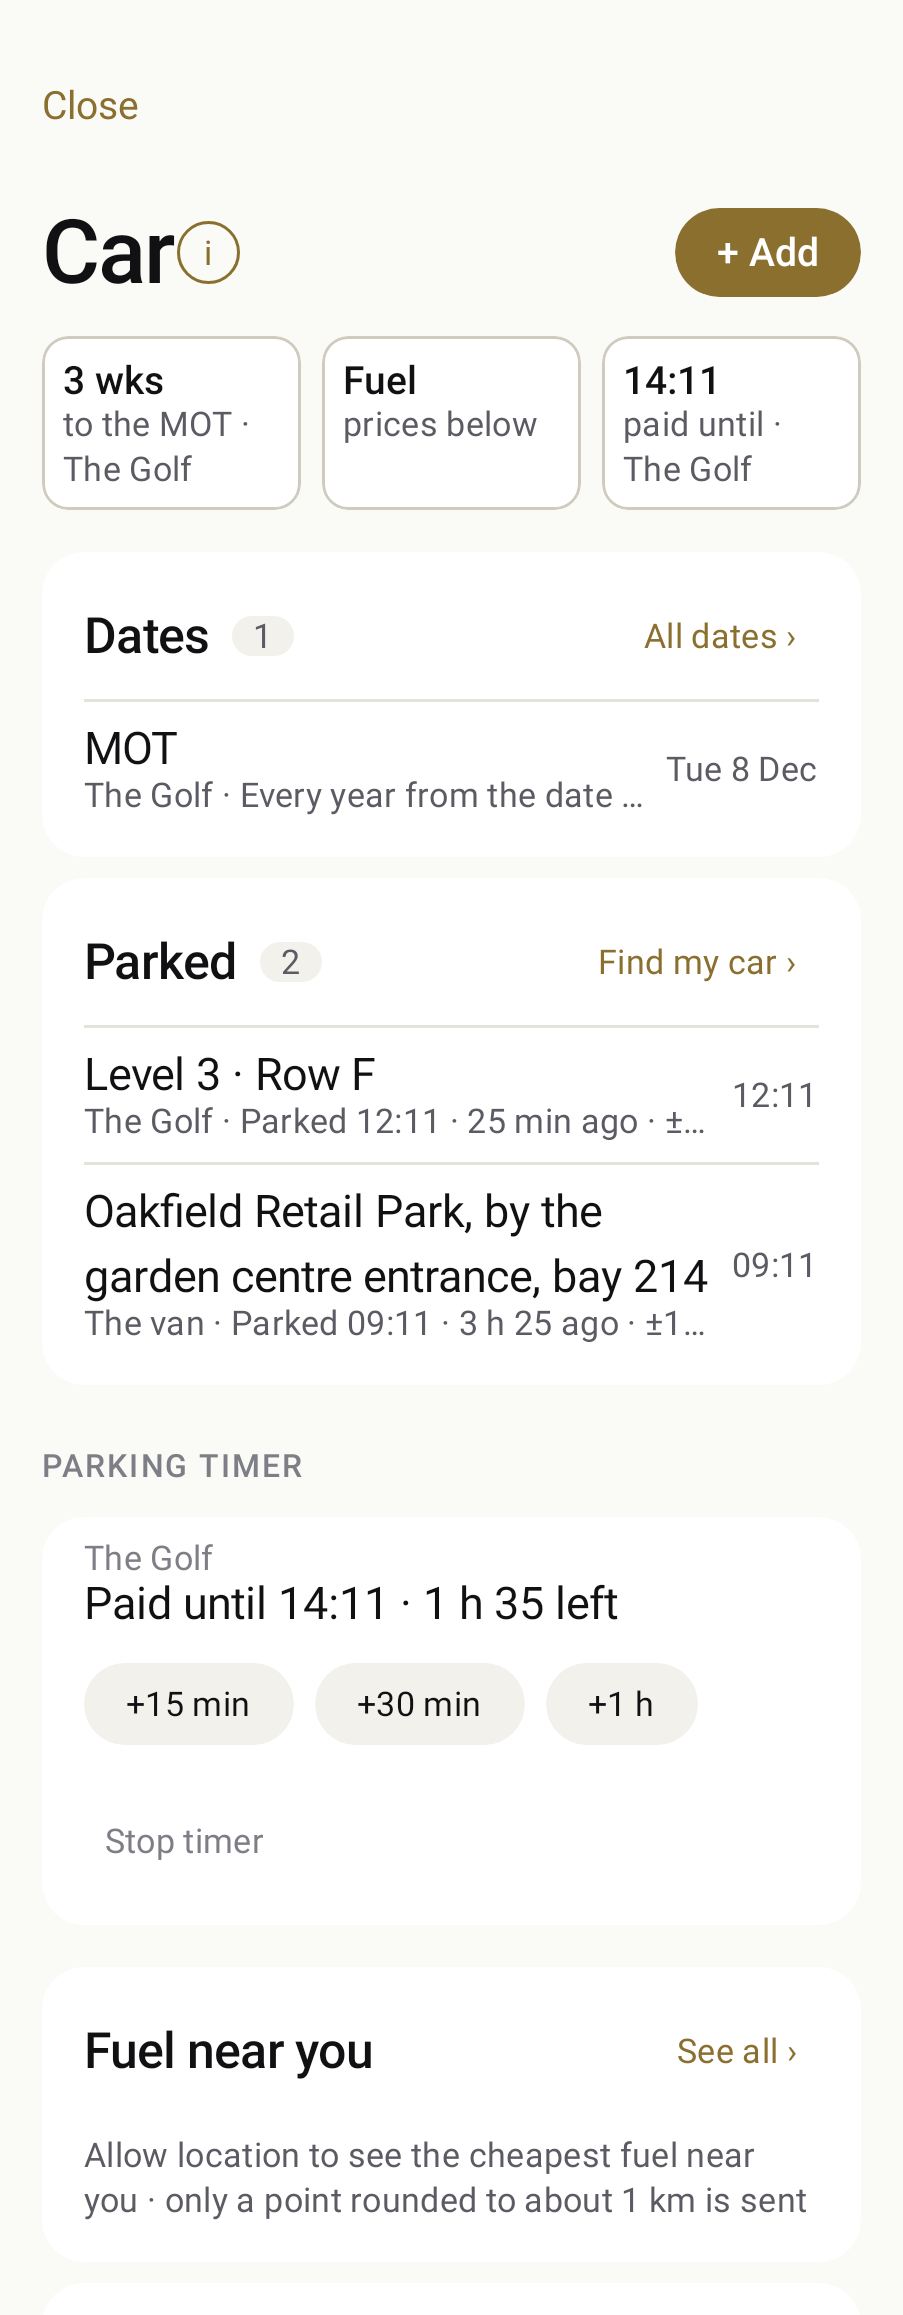 Close
Car i
+ Add
3 wks
to the MOT ·
The Golf
Fuel
prices below
14:11
paid until ·
The Golf
Dates 1
All dates ›
MOT
The Golf · Every year from the date …
Tue 8 Dec
Parked 2
Find my car ›
Level 3 · Row F
The Golf · Parked 12:11 · 25 min ago · ±…
12:11
Oakfield Retail Park, by the
garden centre entrance, bay 214
The van · Parked 09:11 · 3 h 25 ago · ±1…
09:11
PARKING TIMER
The Golf
Paid until 14:11 · 1 h 35 left
+15 min
+30 min
+1 h
Stop timer
Fuel near you
See all ›
Allow location to see the cheapest fuel near
you · only a point rounded to about 1 km is sent